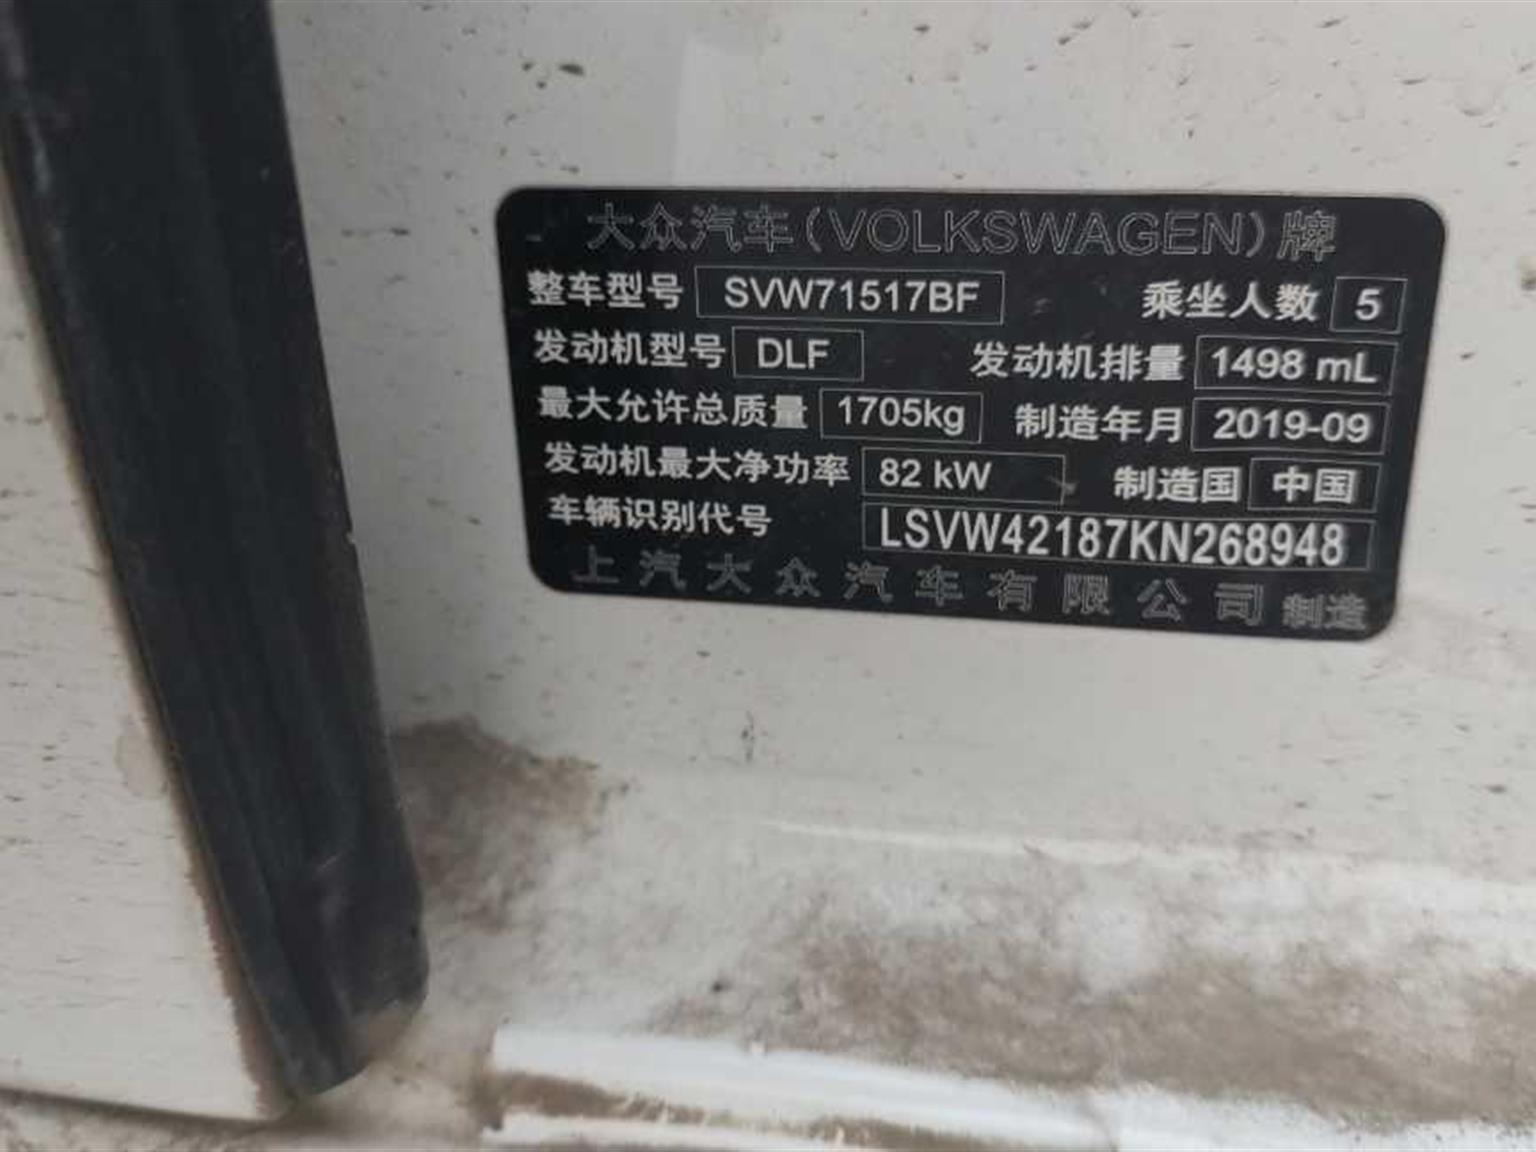 大众汽车(VOLKSWAGEN)牌
整车型号 SVW71517BF 乘坐人数 5
发动机型号 DLF 发动机排量 1498 mL
最大允许总质量 1705kg 制造年月 2019-09
发动机最大净功率 82 kW 制造国 中国
车辆识别代号 LSVW42187KN268948
上汽大众汽车有限公司 制造